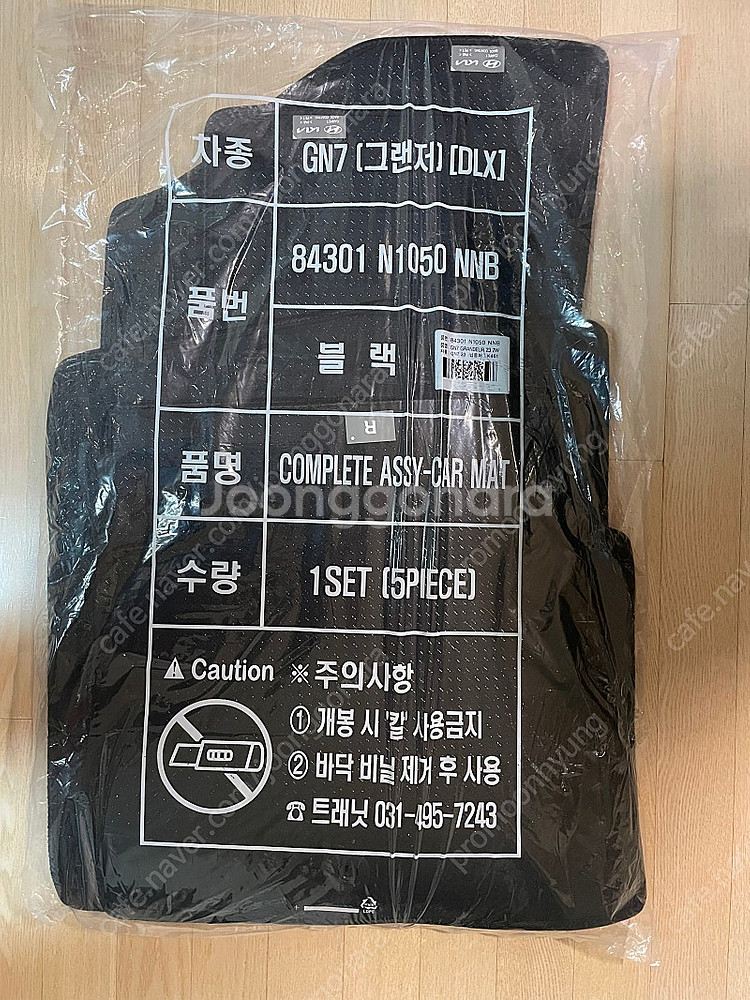 차종 GN7 (그랜저) [DLX]
품번 84301 N1050 NNB
블랙
84301 N1050 NNB
품명 COMPLETE ASSY-CAR MAT
Joonggonara
수량 1SET (5PIECE)
Caution ※ 주의사항
① 개봉 시 '칼' 사용금지
② 바닥 비닐 제거 후 사용
☎ 트래닛 031-495-7243
LDPE